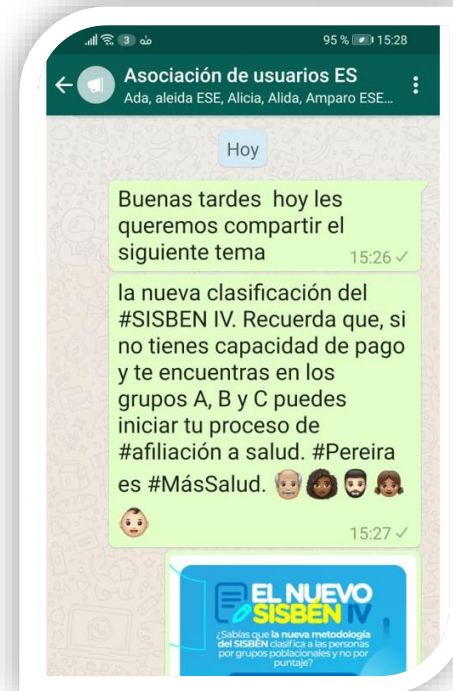 3 95 % 15:28
Asociación de usuarios ES
Ada, aleida ESE, Alicia, Alida, Amparo ESE...
Hoy
Buenas tardes hoy les
queremos compartir el
siguiente tema
15:26
la nueva clasificación del
#SISBEN IV. Recuerda que, si
no tienes capacidad de pago
y te encuentras en los
grupos A, B y C puedes
iniciar tu proceso de
#afiliación a salud. #Pereira
es #MásSalud.
15:27
EL NUEVO
SISBÉN IV
¿Sabías que la nueva metodología
del SISBÉN clasifica a las personas
por grupos poblacionales y no por
puntaje?